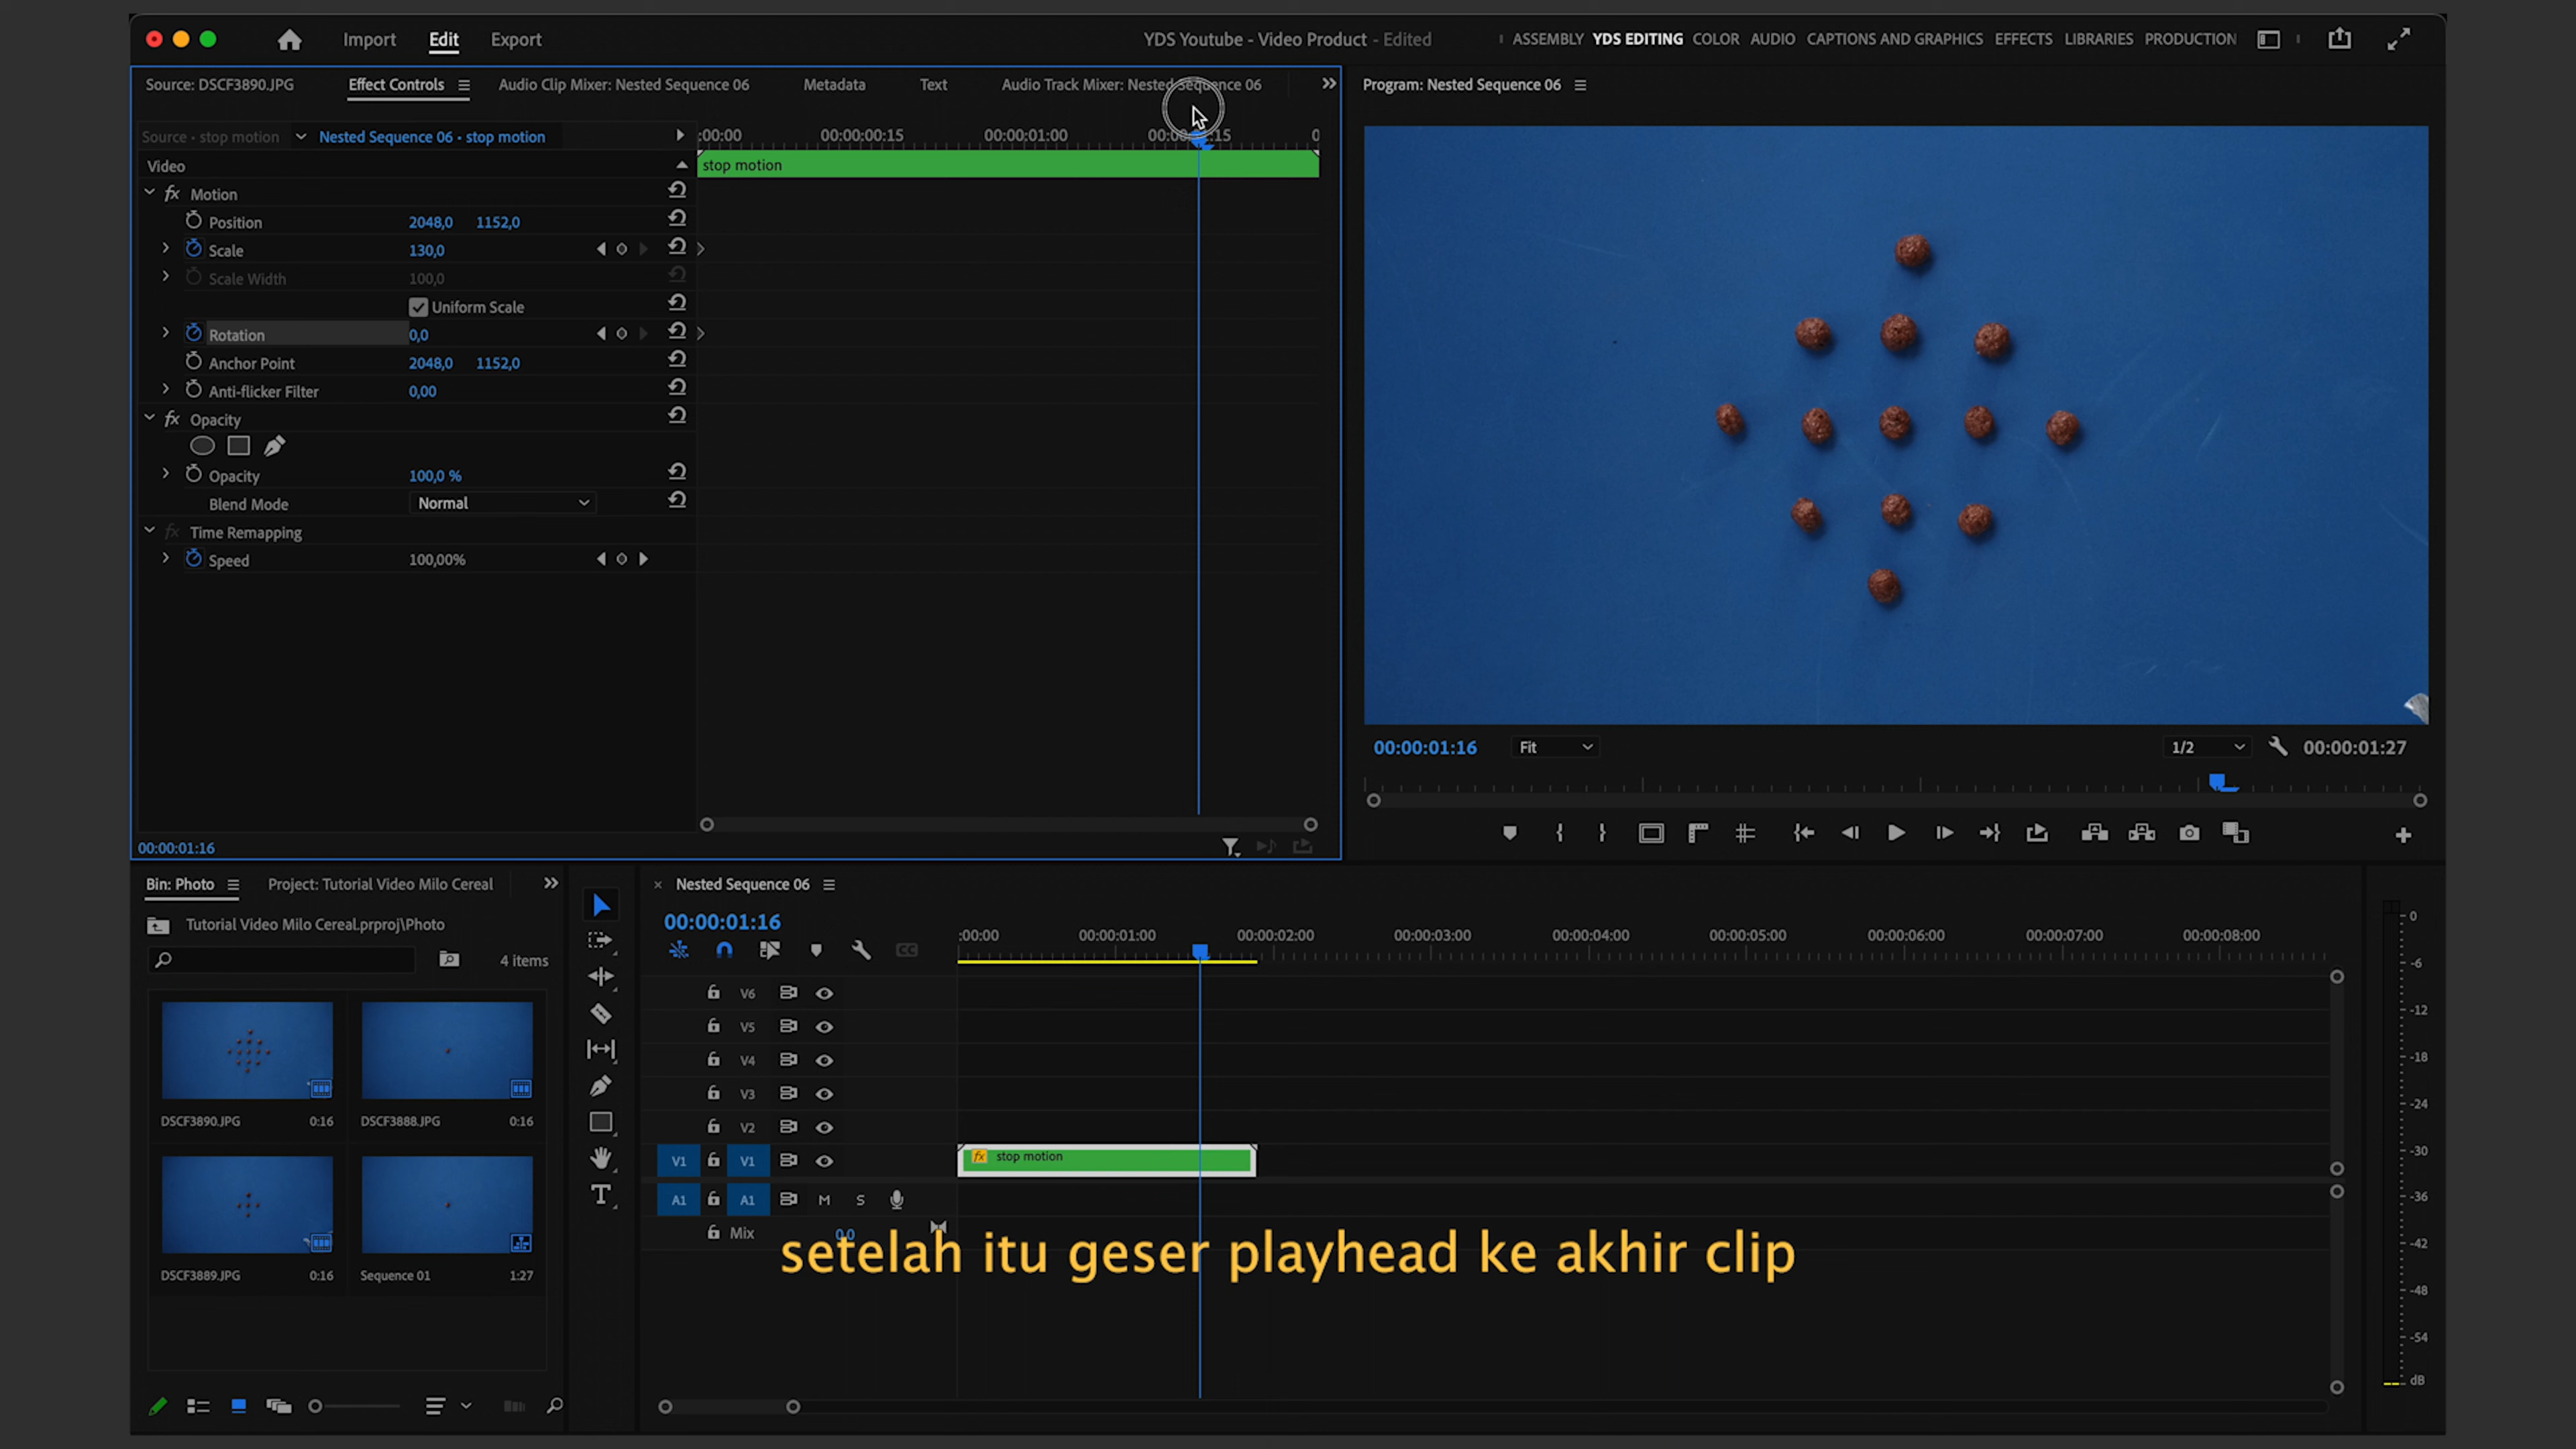 Import Edit Export YDS Youtube - Video Product - Edited ASSEMBLY YDS EDITING COLOR AUDIO CAPTIONS AND GRAPHICS EFFECTS LIBRARIES PRODUCTION
Source: DSCF3890.JPG Effect Controls Audio Clip Mixer: Nested Sequence 06 Metadata Text Audio Track Mixer: Nested Sequence 06 Program: Nested Sequence 06
Source • stop motion Nested Sequence 06 • stop motion :00:00 00:00:00:15 00:00:01:00 00:00:01:15 0
Video stop motion
fx Motion
Position 2048,0 1152,0
Scale 130,0
Scale Width 100,0
Uniform Scale
Rotation 0,0
Anchor Point 2048,0 1152,0
Anti-flicker Filter 0,00
fx Opacity
Opacity 100,0 %
Blend Mode Normal
fx Time Remapping
Speed 100,00%
00:00:01:16 Fit 1/2 00:00:01:27
00:00:01:16
Bin: Photo Project: Tutorial Video Milo Cereal Nested Sequence 06
Tutorial Video Milo Cereal.prproj\Photo 00:00:01:16
:00:00 00:00:01:00 00:00:02:00 00:00:03:00 00:00:04:00 00:00:05:00 00:00:06:00 00:00:07:00 00:00:08:00
4 items CC
V6
V5
V4
V3
V2
V1 V1 fx stop motion
A1 A1 M S
Mix 0,0
DSCF3890.JPG 0:16 DSCF3888.JPG 0:16
DSCF3889.JPG 0:16 Sequence 01 1:27
0
-6
-12
-18
-24
-30
-36
-42
-48
-54
dB
setelah itu geser playhead ke akhir clip